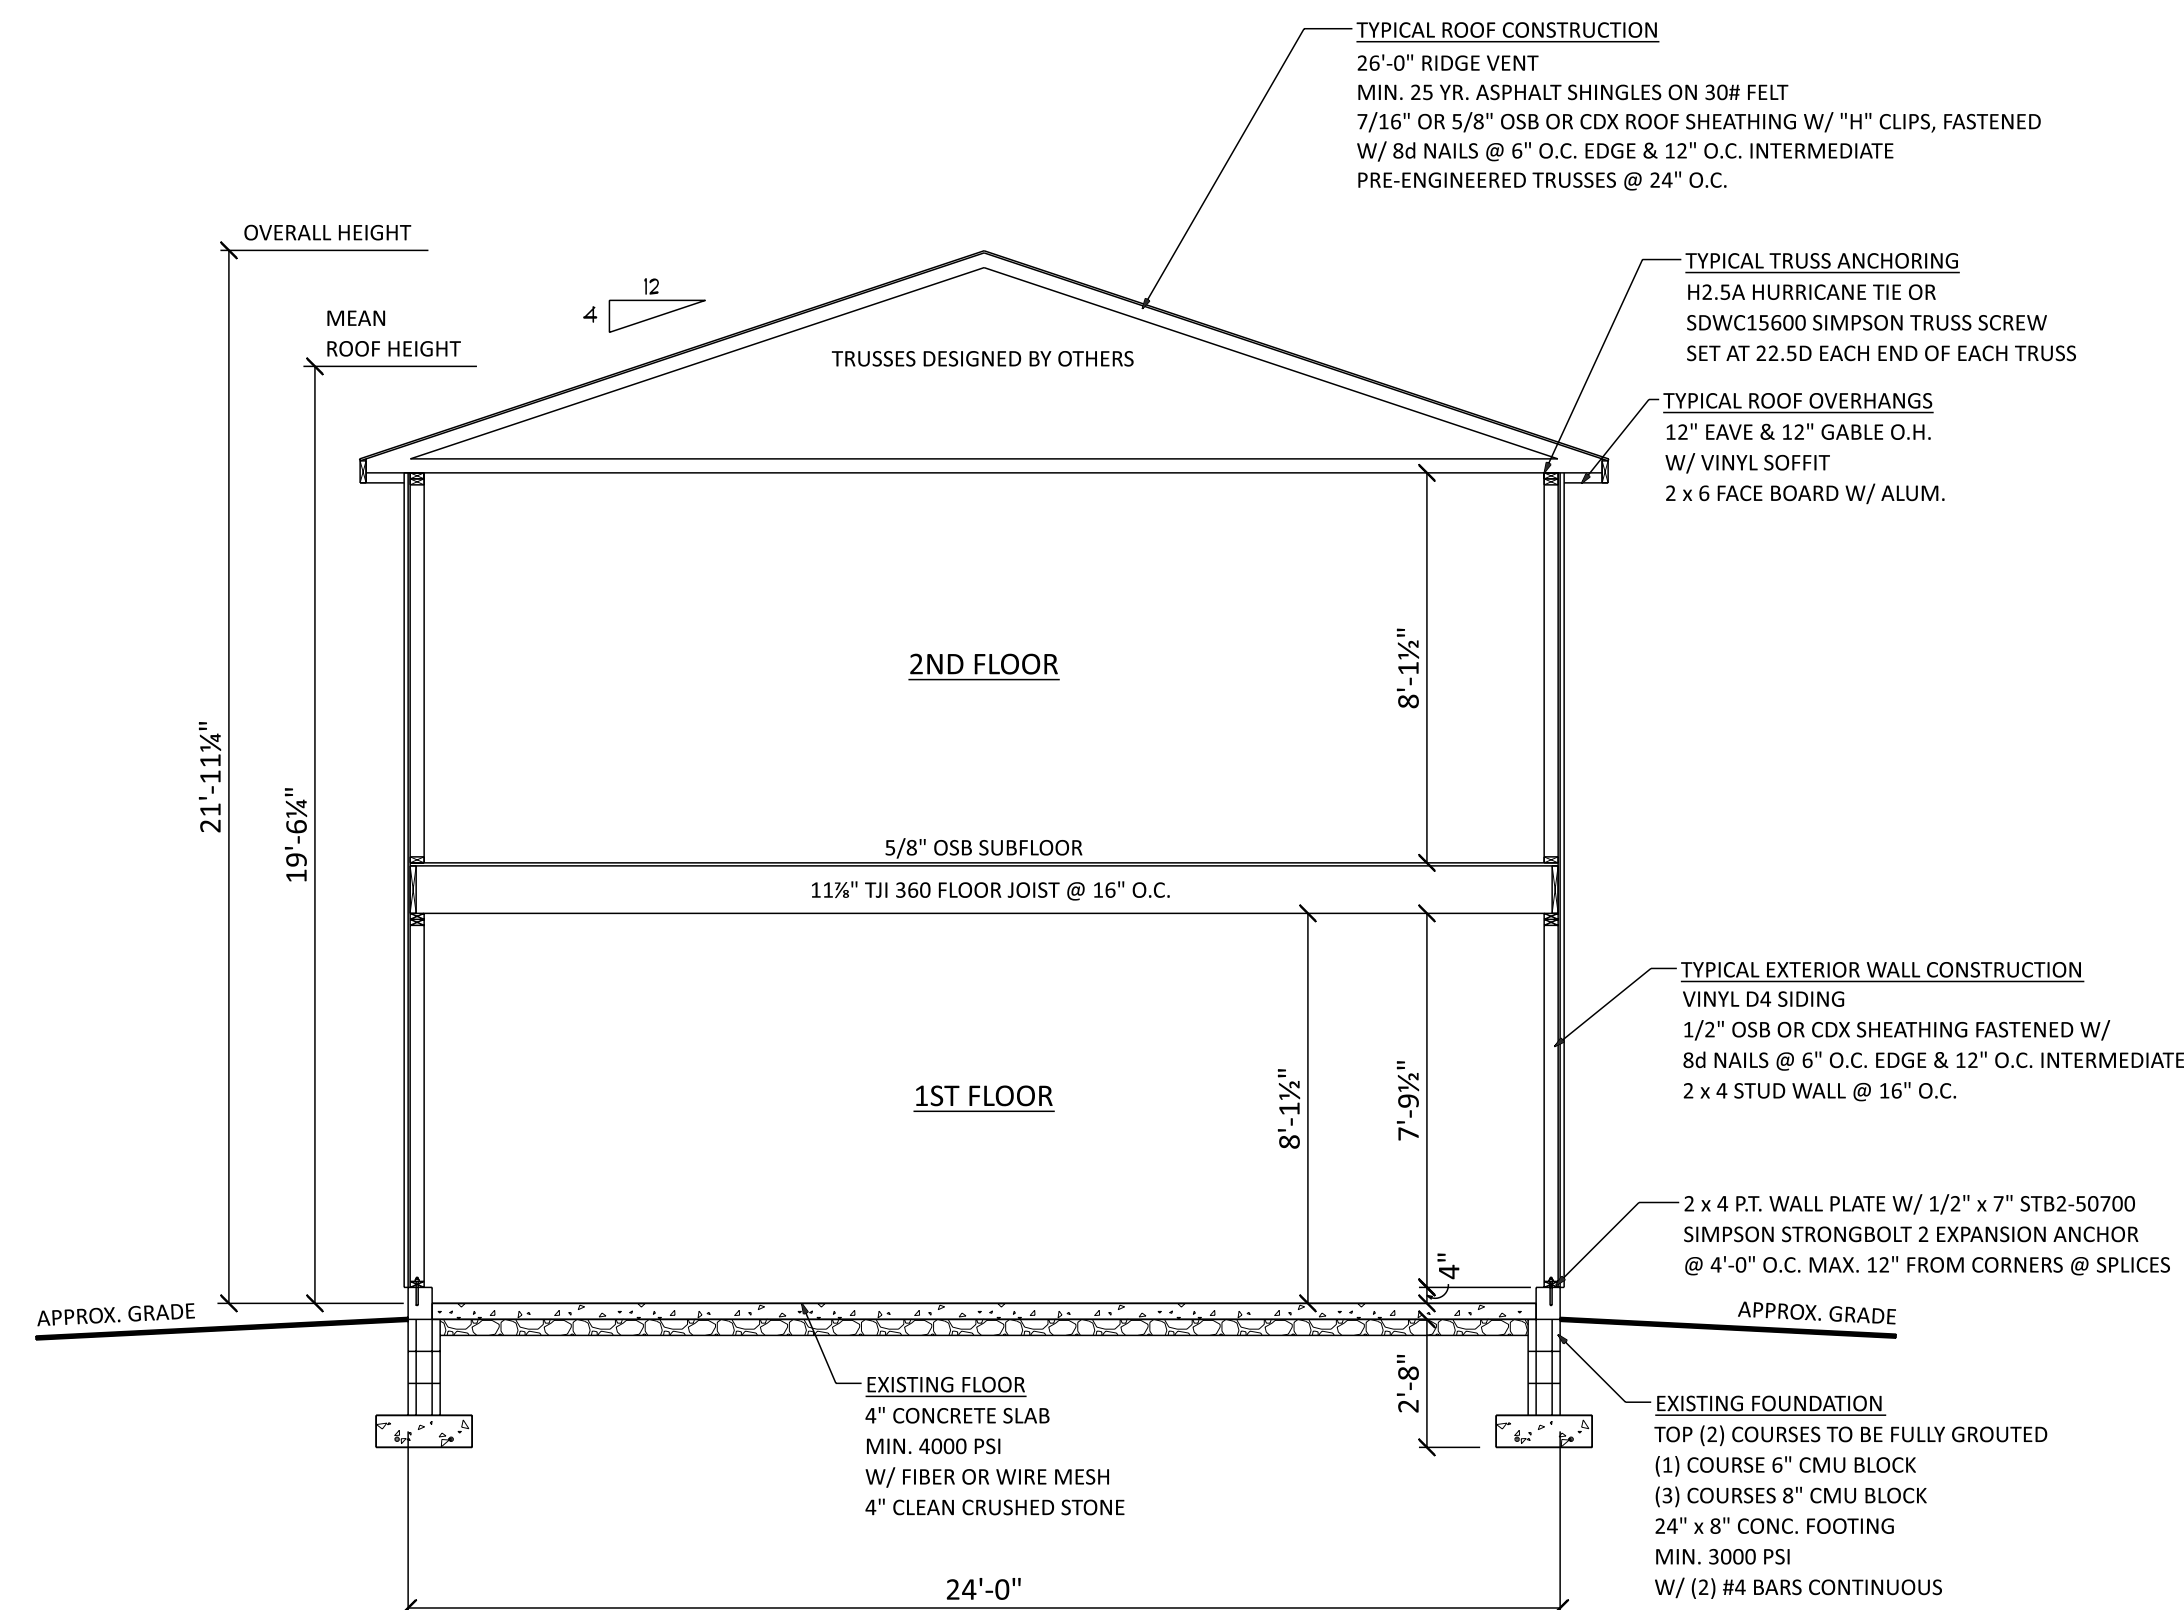 TYPICAL ROOF CONSTRUCTION
26'-0" RIDGE VENT
MIN. 25 YR. ASPHALT SHINGLES ON 30# FELT
7/16" OR 5/8" OSB OR CDX ROOF SHEATHING W/ "H" CLIPS, FASTENED
W/ 8d NAILS @ 6" O.C. EDGE & 12" O.C. INTERMEDIATE
PRE-ENGINEERED TRUSSES @ 24" O.C.
OVERALL HEIGHT
MEAN
ROOF HEIGHT
12
4
TRUSSES DESIGNED BY OTHERS
TYPICAL TRUSS ANCHORING
H2.5A HURRICANE TIE OR
SDWC15600 SIMPSON TRUSS SCREW
SET AT 22.5D EACH END OF EACH TRUSS
TYPICAL ROOF OVERHANGS
12" EAVE & 12" GABLE O.H.
W/ VINYL SOFFIT
2 x 6 FACE BOARD W/ ALUM.
2ND FLOOR
8'-1½"
21'-11¼"
19'-6¼"
5/8" OSB SUBFLOOR
11⅞" TJI 360 FLOOR JOIST @ 16" O.C.
TYPICAL EXTERIOR WALL CONSTRUCTION
VINYL D4 SIDING
1/2" OSB OR CDX SHEATHING FASTENED W/
8d NAILS @ 6" O.C. EDGE & 12" O.C. INTERMEDIATE
2 x 4 STUD WALL @ 16" O.C.
1ST FLOOR
8'-1½"
7'-9½"
4"
2 x 4 P.T. WALL PLATE W/ 1/2" x 7" STB2-50700
SIMPSON STRONGBOLT 2 EXPANSION ANCHOR
@ 4'-0" O.C. MAX. 12" FROM CORNERS @ SPLICES
APPROX. GRADE
APPROX. GRADE
2'-8"
EXISTING FLOOR
4" CONCRETE SLAB
MIN. 4000 PSI
W/ FIBER OR WIRE MESH
4" CLEAN CRUSHED STONE
EXISTING FOUNDATION
TOP (2) COURSES TO BE FULLY GROUTED
(1) COURSE 6" CMU BLOCK
(3) COURSES 8" CMU BLOCK
24" x 8" CONC. FOOTING
MIN. 3000 PSI
W/ (2) #4 BARS CONTINUOUS
24'-0"